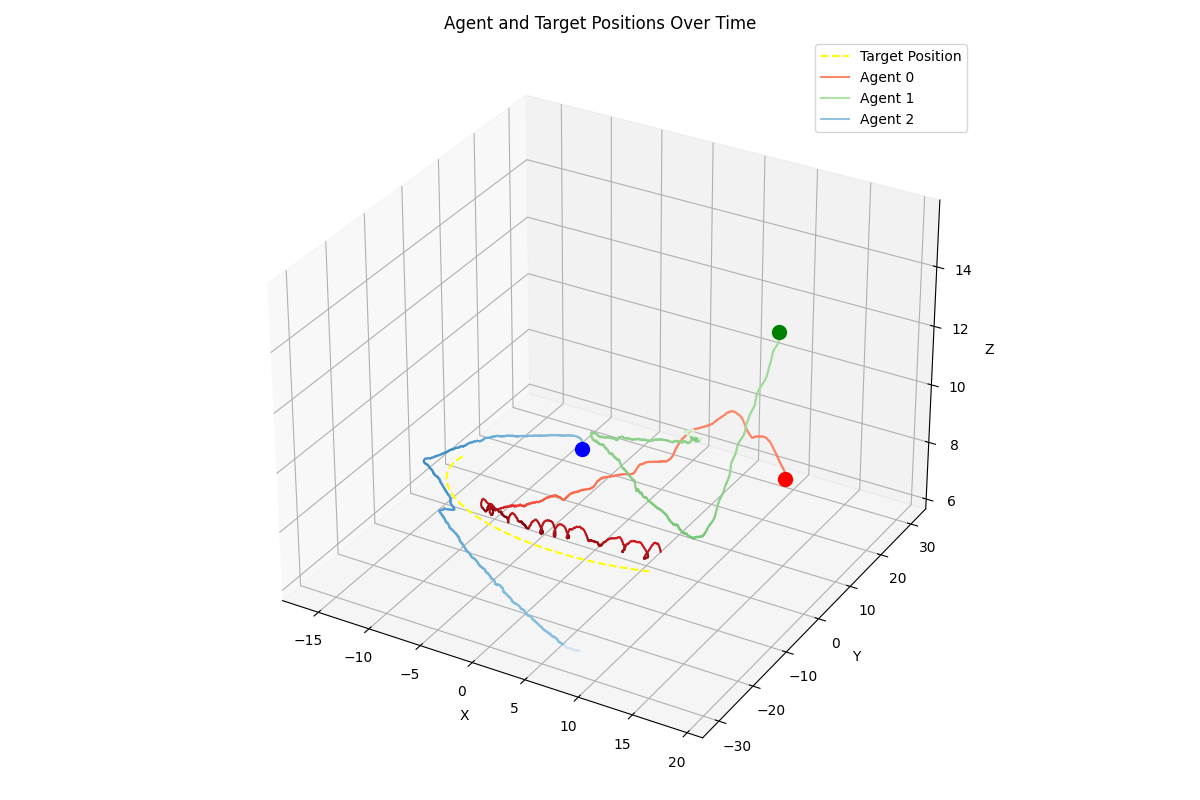 Agent and Target Positions Over Time
Target Position
Agent 0
Agent 1
Agent 2
14
12
Z
10
8
6
30
20
10
0
Y
−10
−20
−30
−15
−10
−5
0
X
5
10
15
20